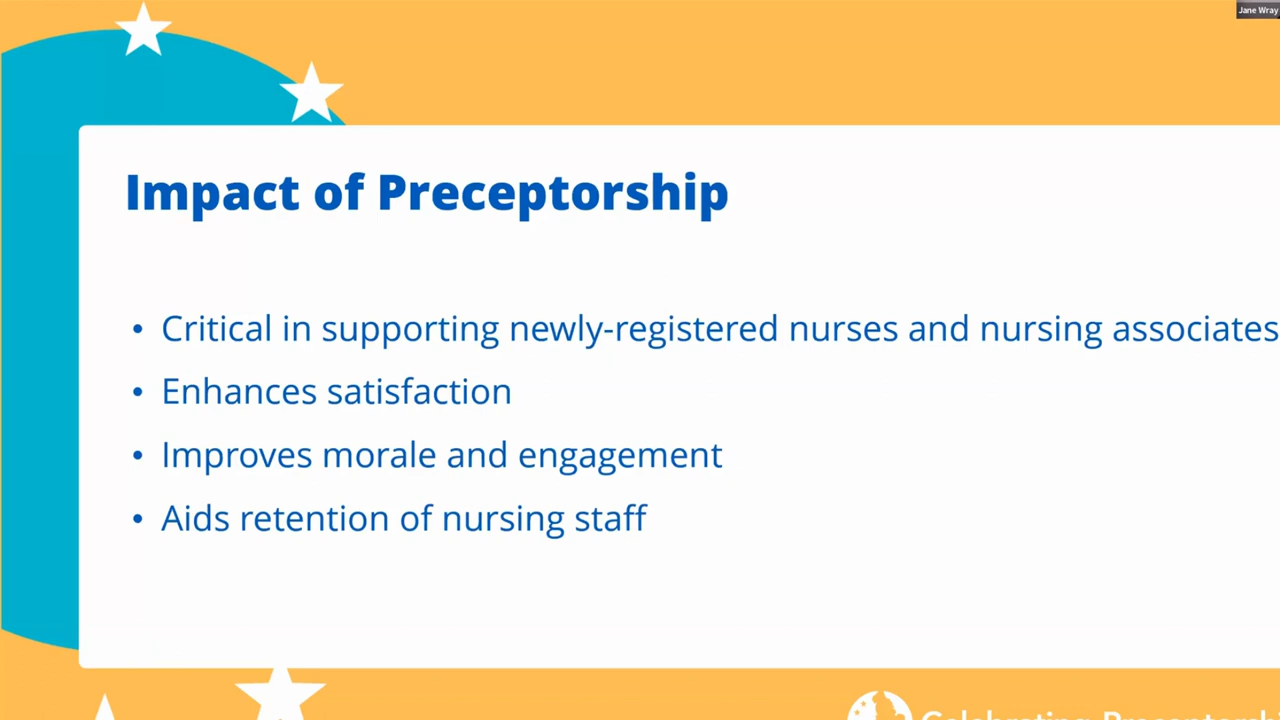 Jane Wray
Impact of Preceptorship
• Critical in supporting newly-registered nurses and nursing associates
• Enhances satisfaction
• Improves morale and engagement
• Aids retention of nursing staff
Celebrating